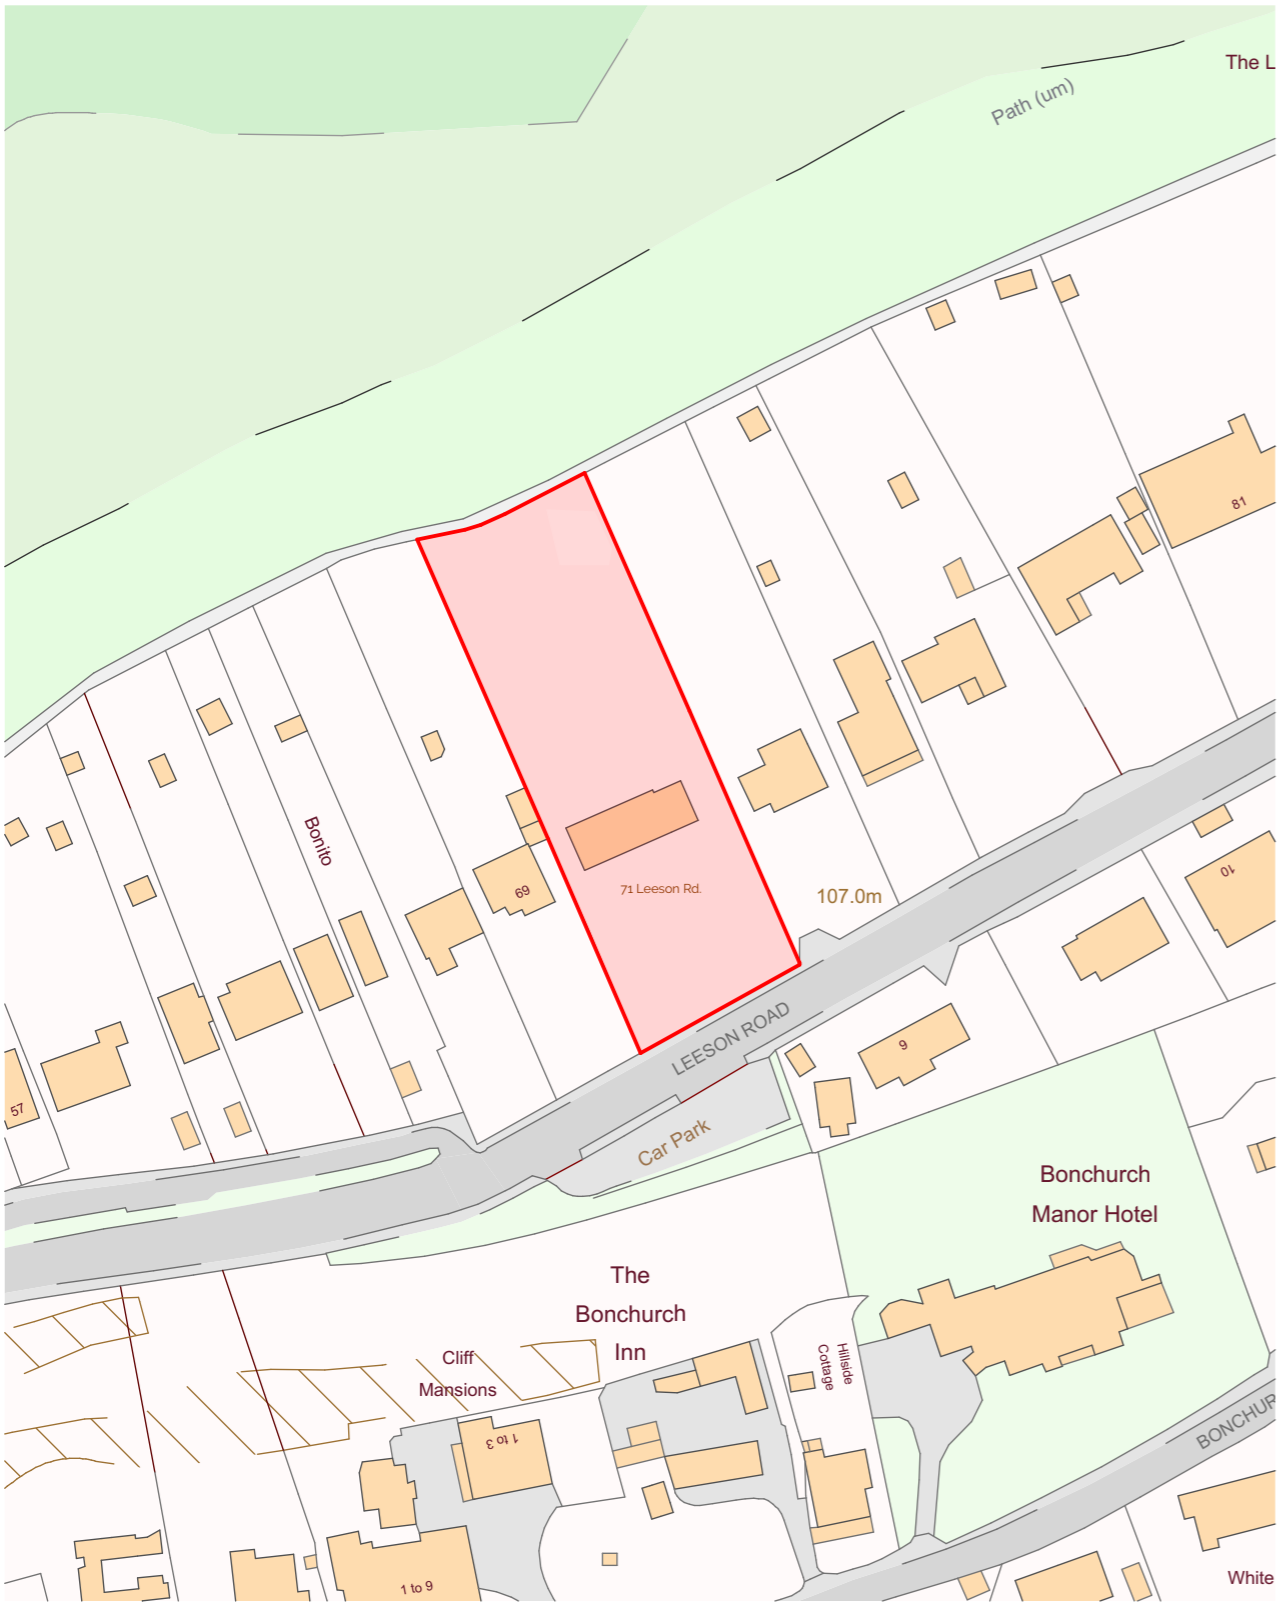 The L
Path (um)
81
Bonito
69
71 Leeson Rd.
107.0m
10
LEESON ROAD
9
57
Car Park
Bonchurch
Manor Hotel
The
Bonchurch
Inn
Hillside
Cottage
Cliff
Mansions
BONCHUR
1 to 3
1 to 9
White